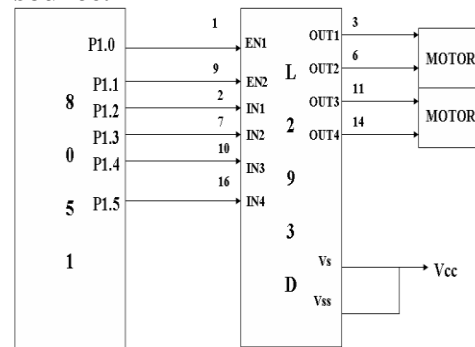 P1.0
P1.1
P1.2
P1.3
P1.4
P1.5
8
0
5
1
1
9
2
7
10
16
EN1
EN2
IN1
IN2
IN3
IN4
L
2
9
3
D
OUT1
OUT2
OUT3
OUT4
Vs
Vss
3
6
11
14
MOTOR
MOTOR
Vcc